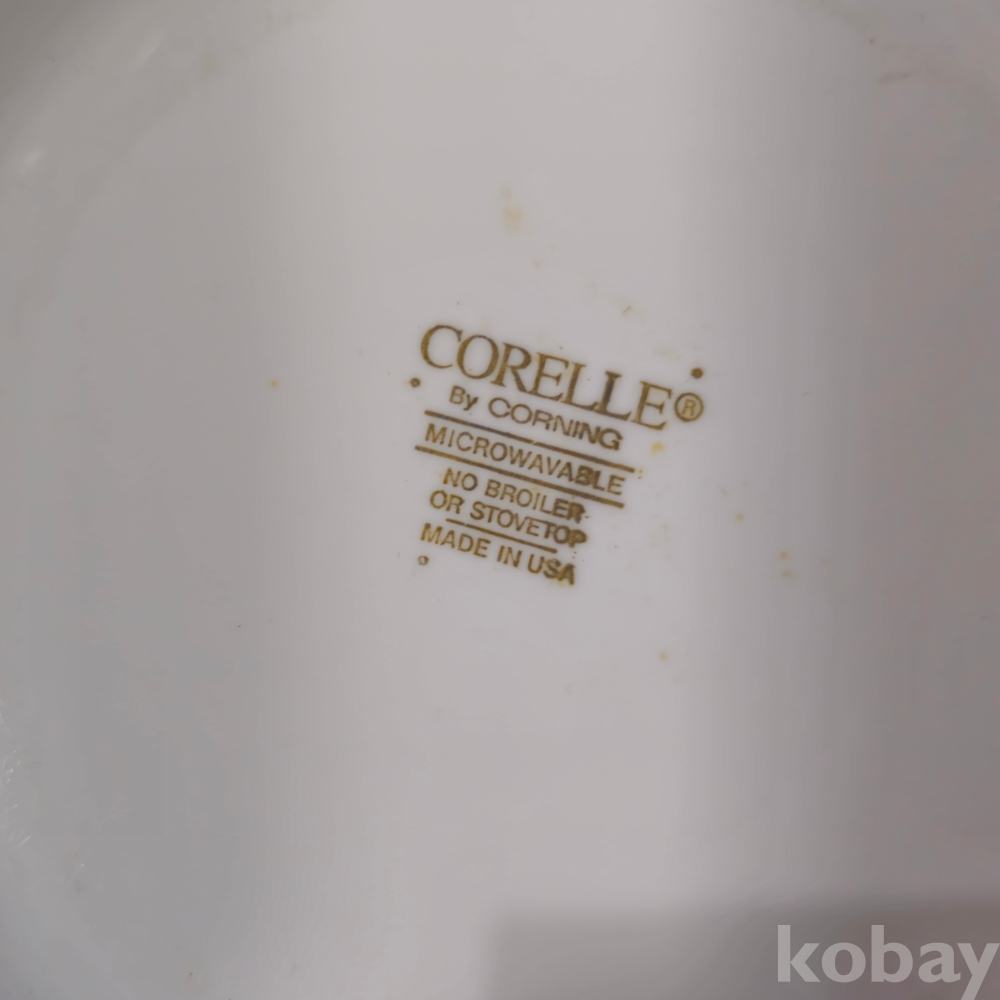 CORELLE®
By CORNING
MICROWAVABLE
NO BROILER
OR STOVETOP
MADE IN USA
kobay